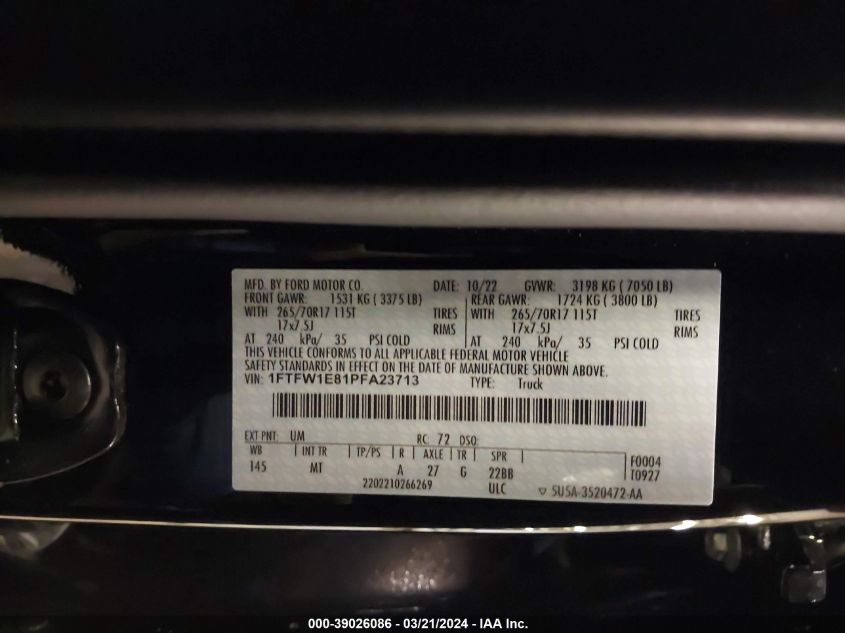 MFD. BY FORD MOTOR CO. DATE: 10/22 GVWR: 3198 KG ( 7050 LB)
FRONT GAWR: 1531 KG ( 3375 LB) REAR GAWR: 1724 KG ( 3800 LB)
WITH 265/70R17 115T TIRES WITH 265/70R17 115T TIRES
17x7.5J RIMS 17x7.5J RIMS
AT 240 kPa/ 35 PSI COLD AT 240 kPa/ 35 PSI COLD
THIS VEHICLE CONFORMS TO ALL APPLICABLE FEDERAL MOTOR VEHICLE
SAFETY STANDARDS IN EFFECT ON THE DATE OF MANUFACTURE SHOWN ABOVE.
VIN: 1FTFW1E81PFA23713 TYPE: Truck
EXT PNT: UM RC: 72 DSO:
WB INT TR TP/PS R AXLE TR SPR F0004
145 MT A 27 G 22BB T0927
2202210266269 ULC 5U5A-3520472-AA
000-39026086 - 03/21/2024 - IAA Inc.